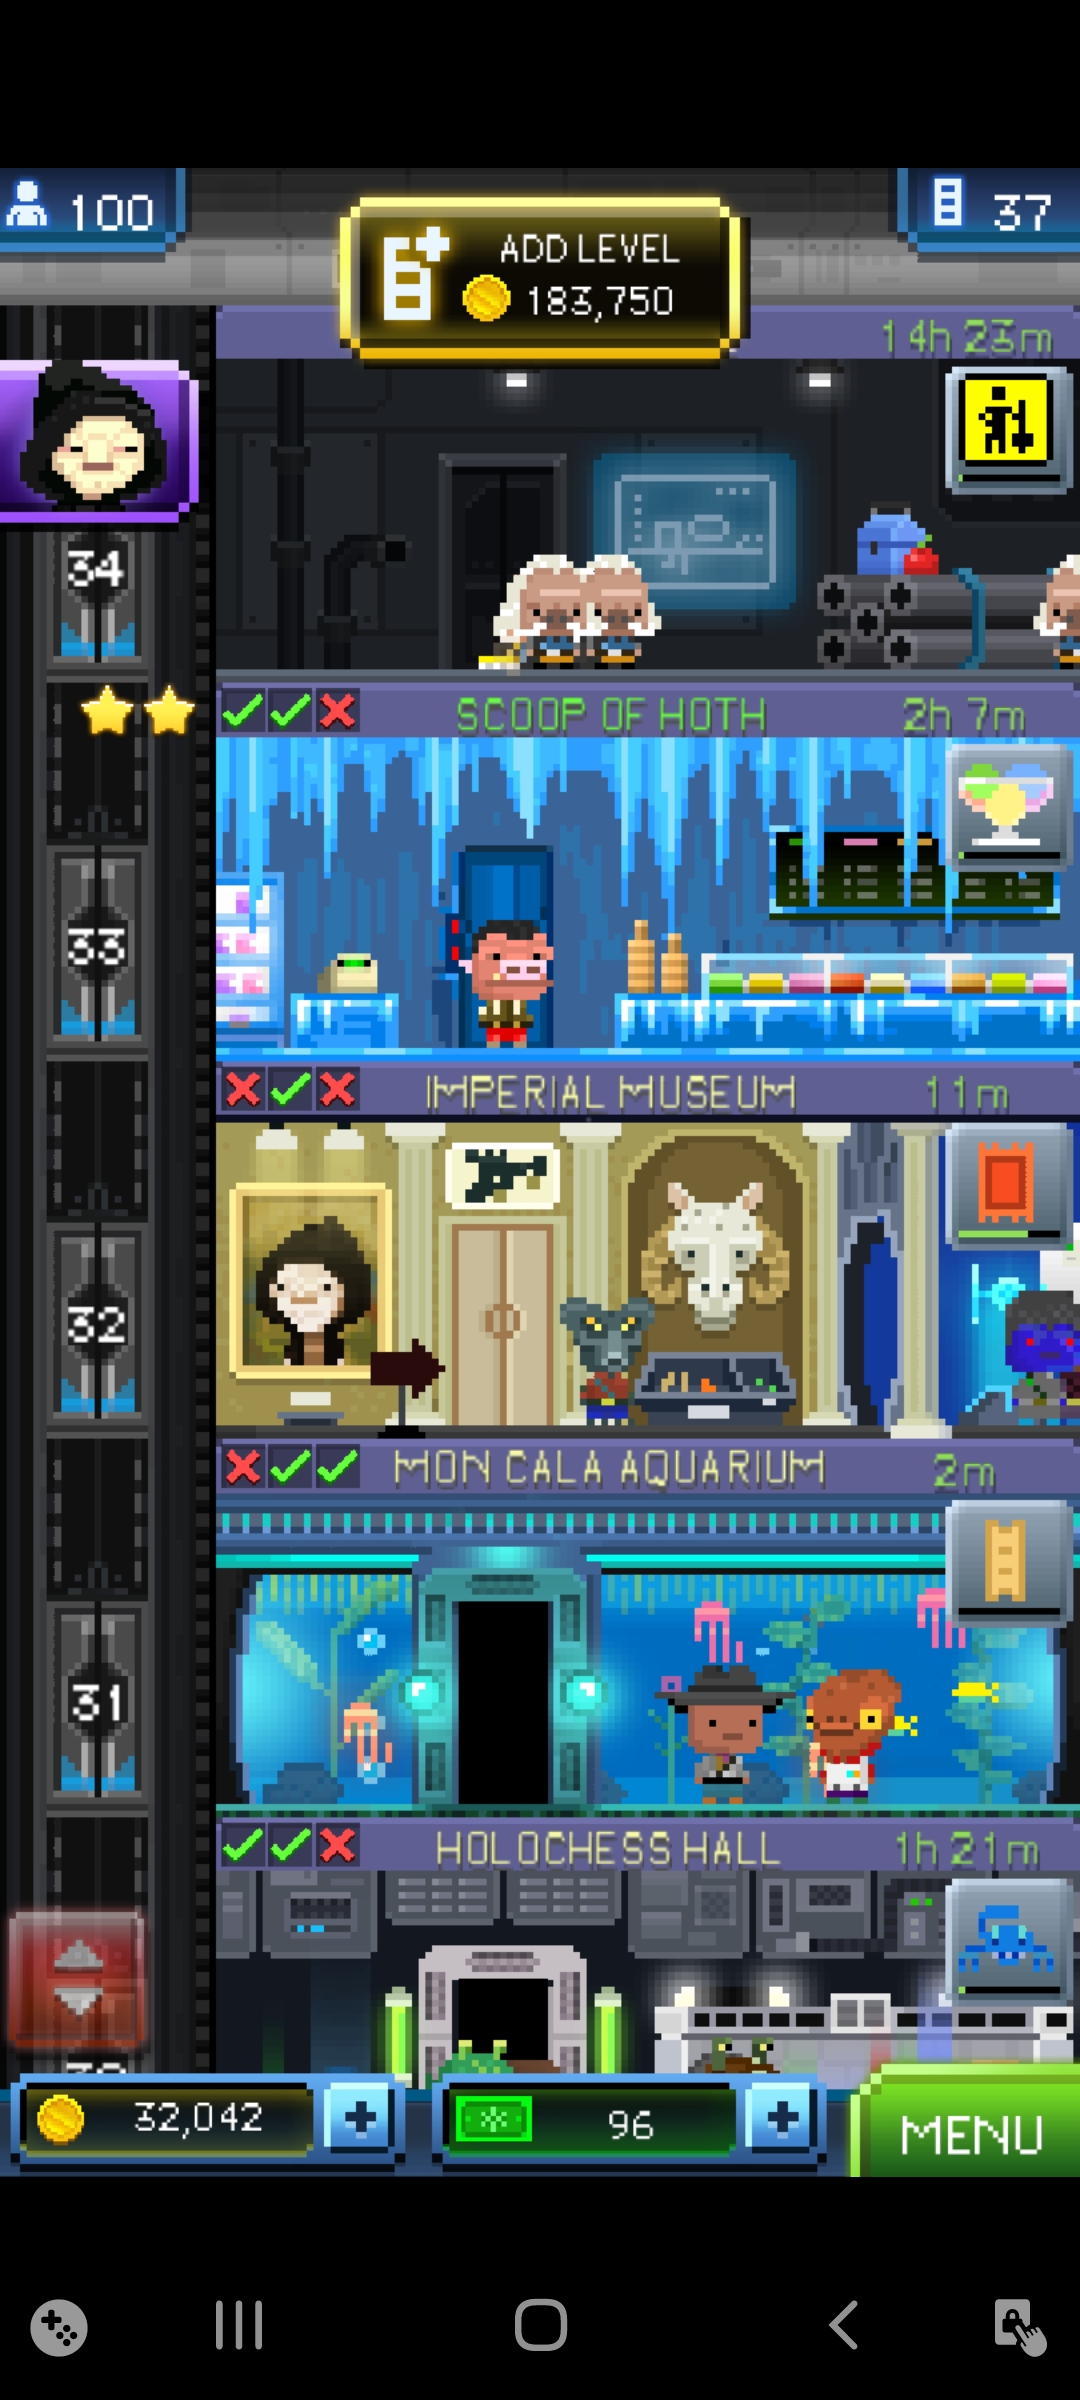 100
ADD LEVEL
183,750
37
14h 23m
34
SCOOP OF HOTH
2h 7m
33
IMPERIAL MUSEUM
11m
32
MON CALA AQUARIUM
2m
31
HOLOCHESS HALL
1h 21m
32,042
96
MENU